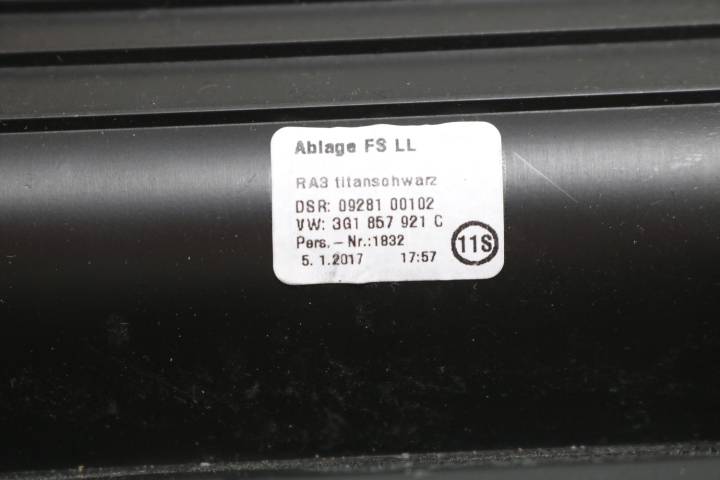 Ablage FS LL
RA3 titanschwarz
DSR: 09281 00102
VW: 3G1 857 921 C
Pers.-Nr.:1832
11S
5. 1.2017 17:57